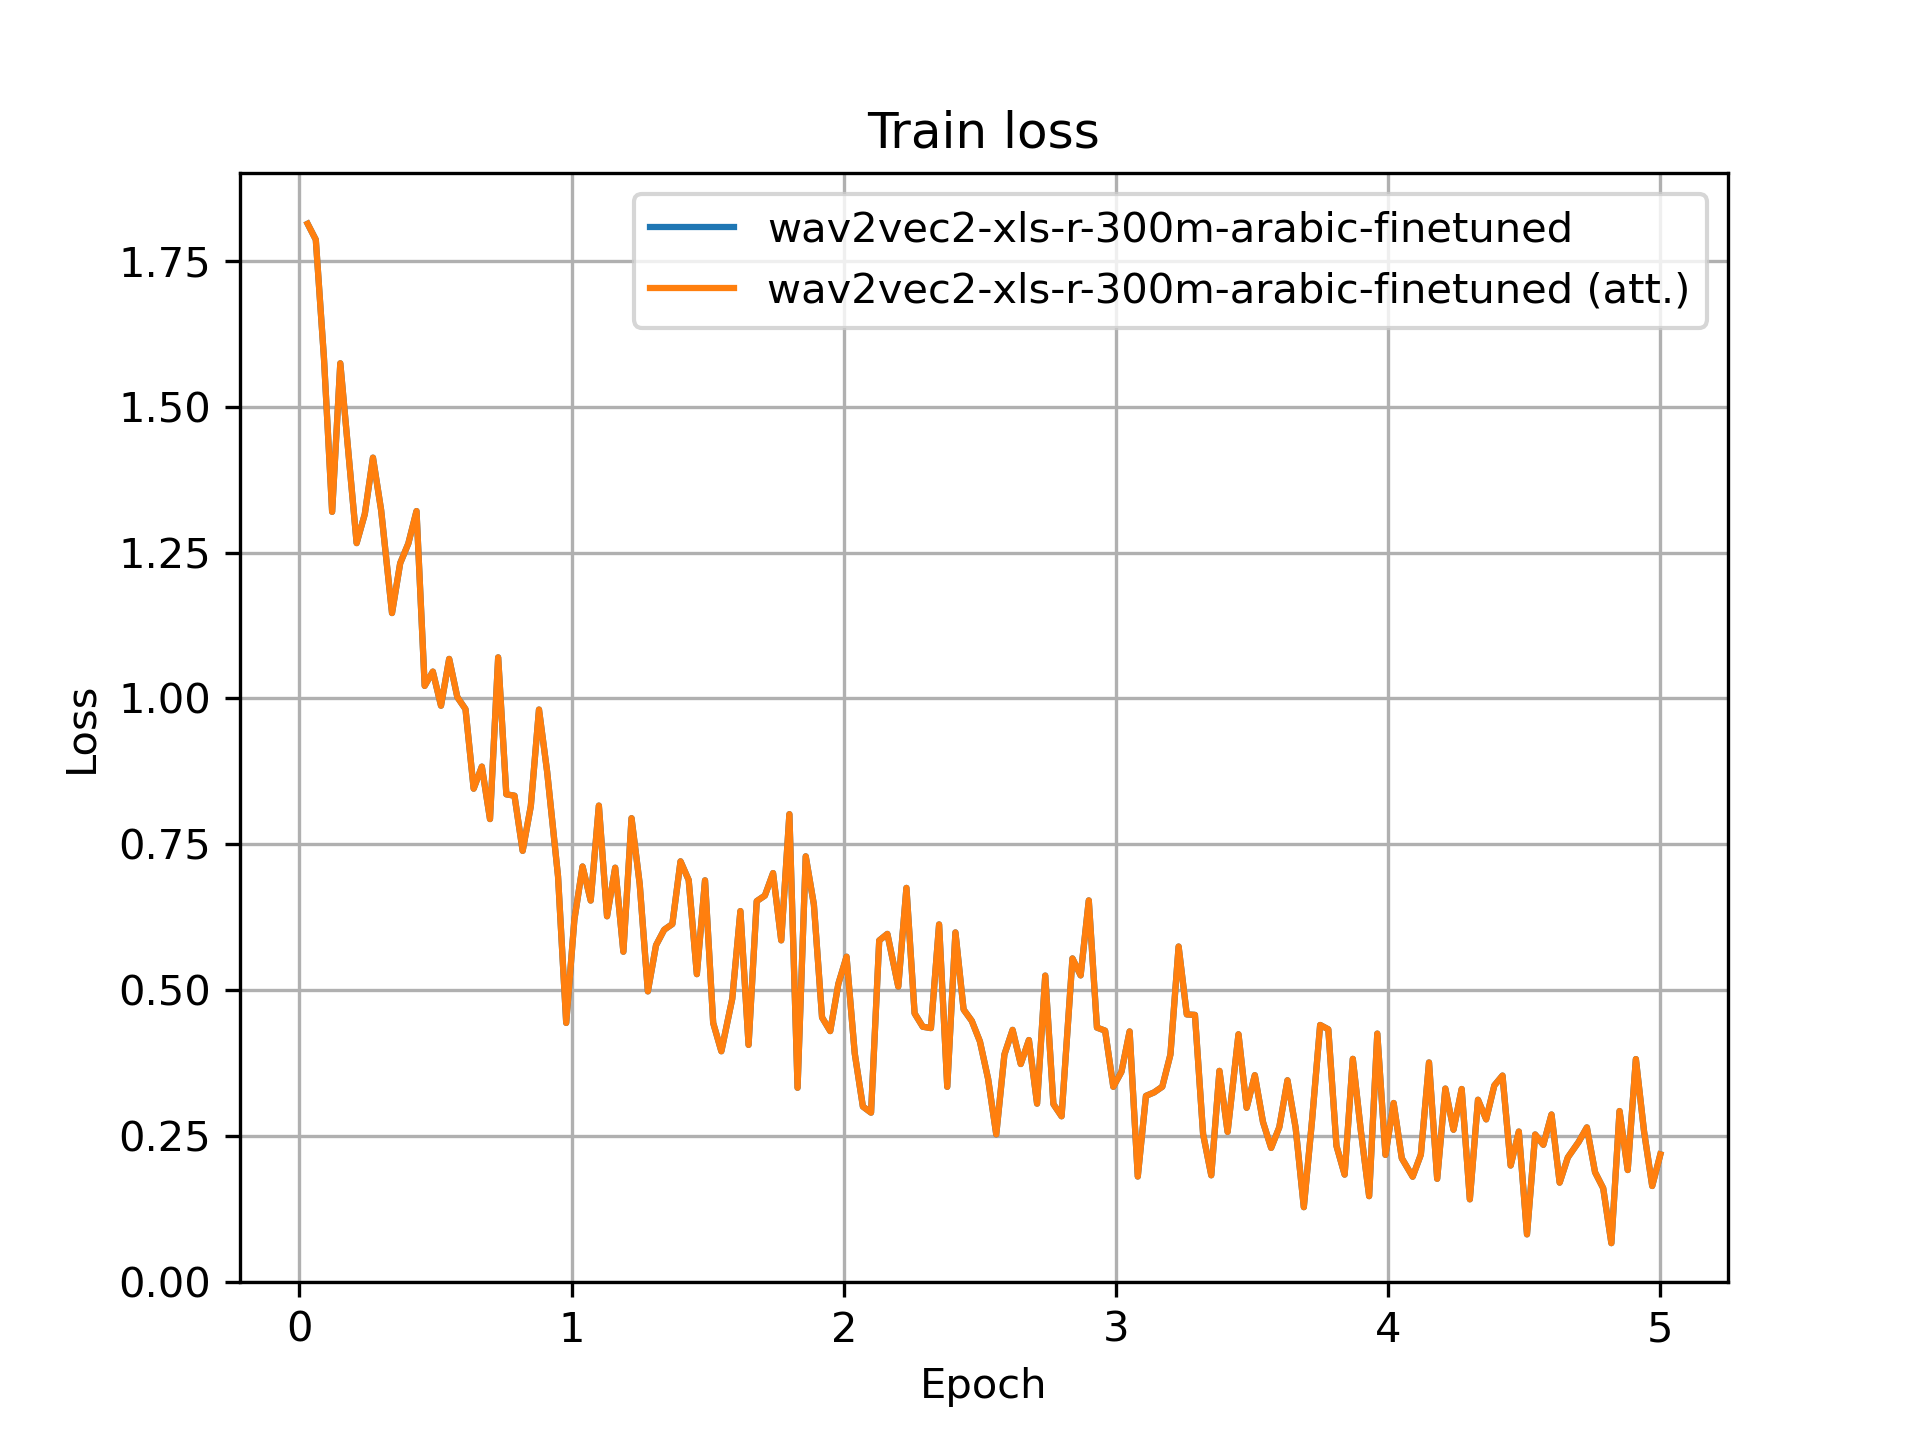 Train loss
wav2vec2-xls-r-300m-arabic-finetuned
wav2vec2-xls-r-300m-arabic-finetuned (att.)
1.75
1.50
1.25
1.00
0.75
0.50
0.25
0.00
Loss
0 1 2 3 4 5
Epoch